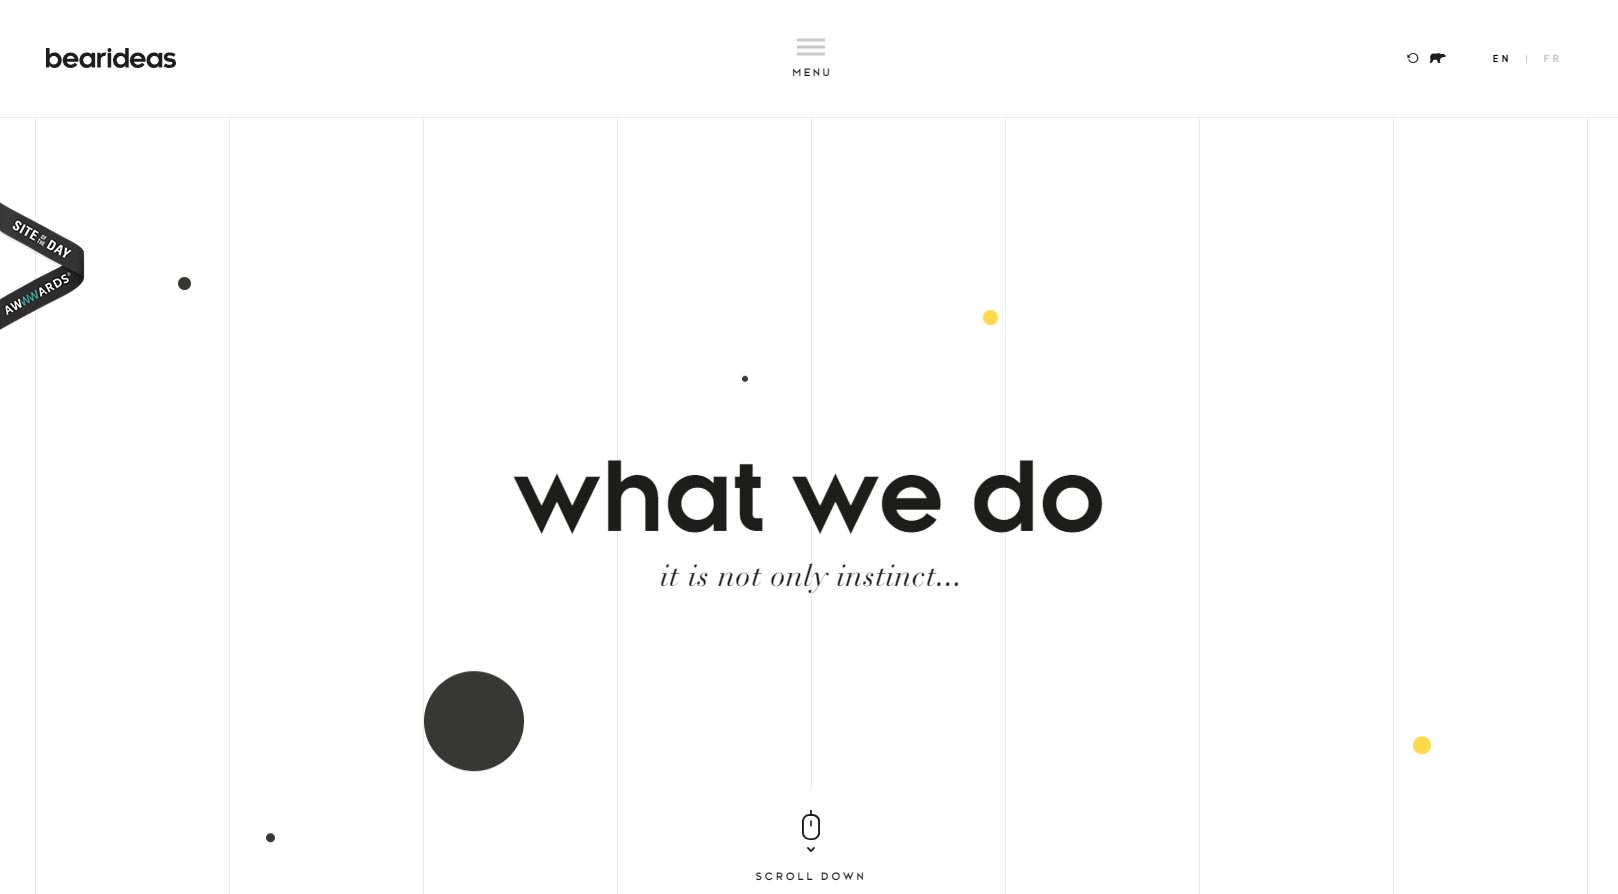 bearideas
MENU
EN | FR
SITE OF THE DAY
AWWWARDS®
what we do
it is not only instinct...
SCROLL DOWN